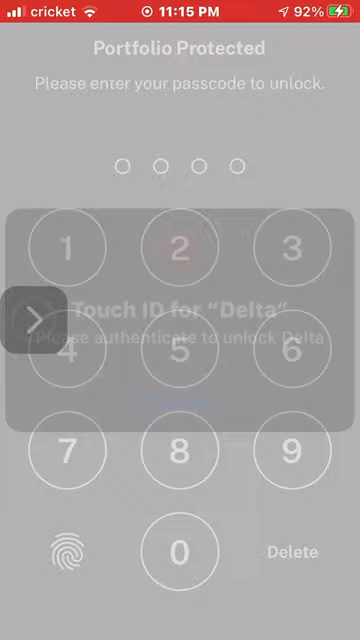 cricket 11:15 PM 92%
Portfolio Protected
Please enter your passcode to unlock.
1 2 3
Touch ID for “Delta“
Please authenticate to unlock Delta
4 5 6
7 8 9
0 Delete